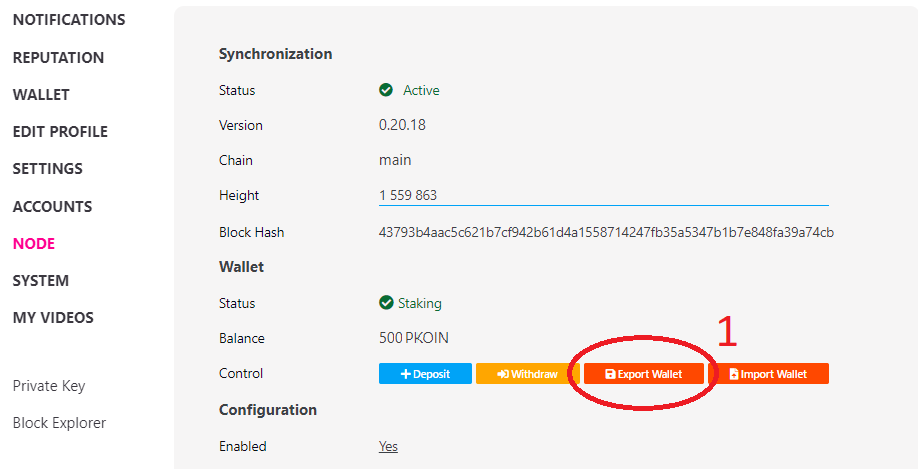 NOTIFICATIONS
REPUTATION
WALLET
EDIT PROFILE
SETTINGS
ACCOUNTS
NODE
SYSTEM
MY VIDEOS
Private Key
Block Explorer
Synchronization
Status Active
Version 0.20.18
Chain main
Height 1 559 863
Block Hash 43793b4aac5c621b7cf942b61d4a1558714247fb35a5347b1b7e848fa39a74cb
Wallet
Status Staking
Balance 500 PKOIN
1
Control Deposit Withdraw Export Wallet Import Wallet
Configuration
Enabled Yes